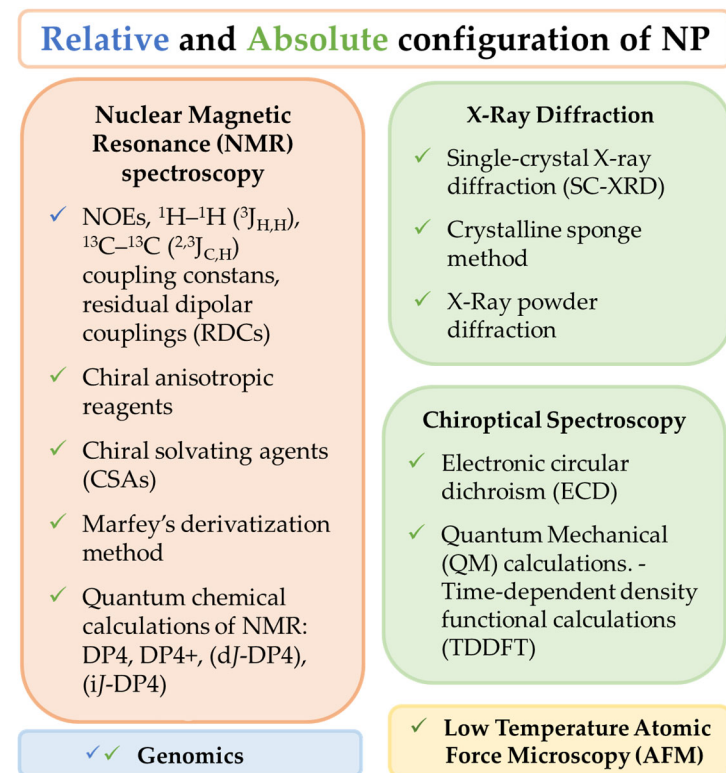 Relative and Absolute configuration of NP
Nuclear Magnetic
Resonance (NMR)
spectroscopy
✓ NOEs, ¹H–¹H (³J_H,H),
¹³C–¹³C (²,³J_C,H)
coupling constans,
residual dipolar
couplings (RDCs)
✓ Chiral anisotropic
reagents
✓ Chiral solvating agents
(CSAs)
✓ Marfey’s derivatization
method
✓ Quantum chemical
calculations of NMR:
DP4, DP4+, (dJ-DP4),
(iJ-DP4)
✓✓ Genomics
X-Ray Diffraction
✓ Single-crystal X-ray
diffraction (SC-XRD)
✓ Crystalline sponge
method
✓ X-Ray powder
diffraction
Chiroptical Spectroscopy
✓ Electronic circular
dichroism (ECD)
✓ Quantum Mechanical
(QM) calculations. -
Time-dependent density
functional calculations
(TDDFT)
✓ Low Temperature Atomic
Force Microscopy (AFM)